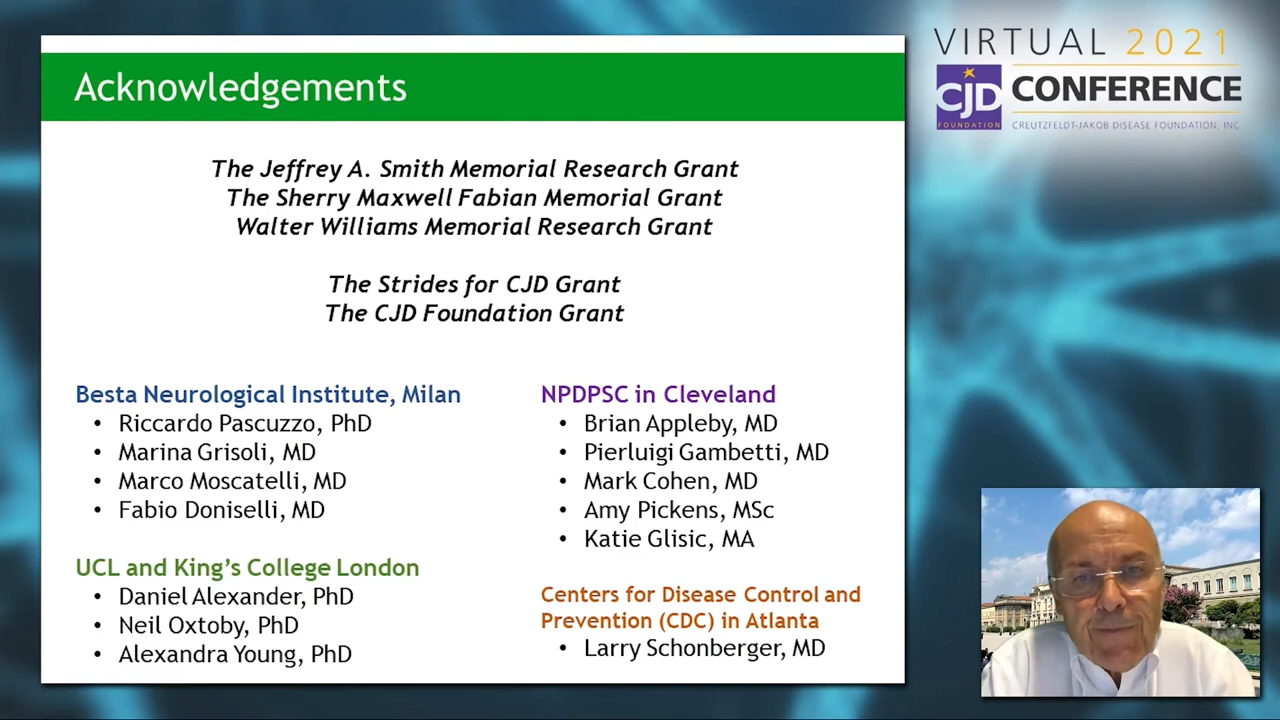 Acknowledgements
The Jeffrey A. Smith Memorial Research Grant
The Sherry Maxwell Fabian Memorial Grant
Walter Williams Memorial Research Grant
The Strides for CJD Grant
The CJD Foundation Grant
Besta Neurological Institute, Milan
• Riccardo Pascuzzo, PhD
• Marina Grisoli, MD
• Marco Moscatelli, MD
• Fabio Doniselli, MD
UCL and King's College London
• Daniel Alexander, PhD
• Neil Oxtoby, PhD
• Alexandra Young, PhD
NPDPSC in Cleveland
• Brian Appleby, MD
• Pierluigi Gambetti, MD
• Mark Cohen, MD
• Amy Pickens, MSc
• Katie Glisic, MA
Centers for Disease Control and
Prevention (CDC) in Atlanta
• Larry Schonberger, MD
VIRTUAL 2021
CJD
FOUNDATION
CONFERENCE
CREUTZFELDT-JAKOB DISEASE FOUNDATION, INC